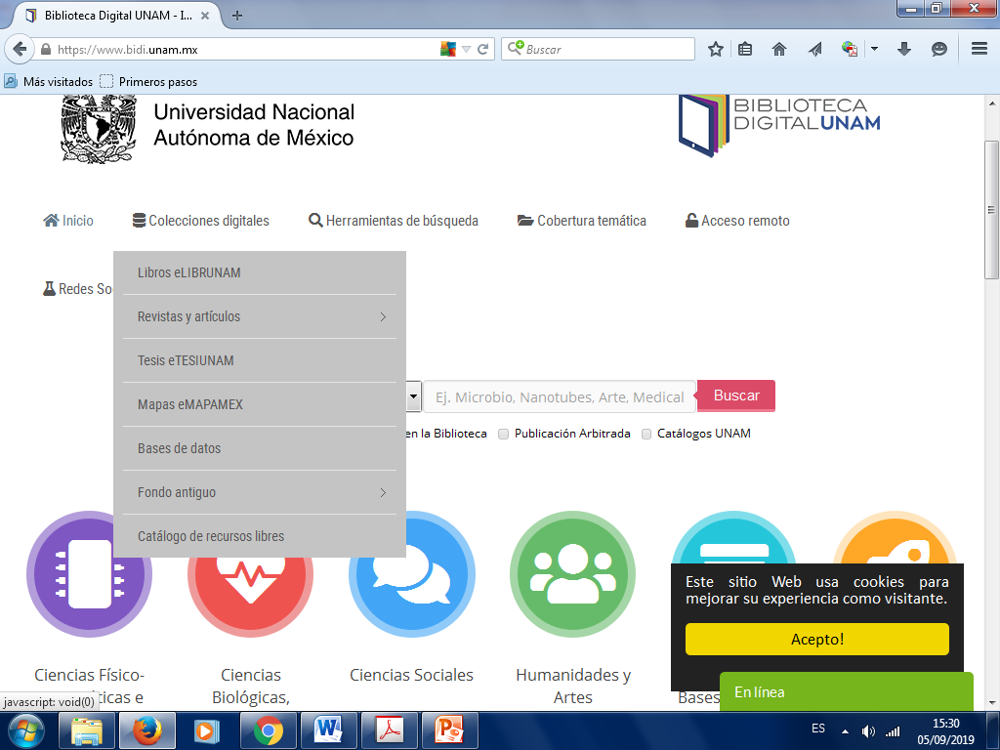 Biblioteca Digital UNAM - I...
https://www.bidi.unam.mx
Buscar
Más visitados
Primeros pasos
Universidad Nacional
Autónoma de México
BIBLIOTECA
DIGITALUNAM
Inicio
Colecciones digitales
Herramientas de búsqueda
Cobertura temática
Acceso remoto
Redes So
Libros eLIBRUNAM
Revistas y artículos
Tesis eTESIUNAM
Mapas eMAPAMEX
Bases de datos
Fondo antiguo
Catálogo de recursos libres
Ej. Microbio, Nanotubes, Arte, Medical
Buscar
en la Biblioteca
Publicación Arbitrada
Catálogos UNAM
Este sitio Web usa cookies para
mejorar su experiencia como visitante.
Acepto!
En línea
Ciencias Físico-
ticas e
Ciencias
Biológicas,
Ciencias Sociales
Humanidades y
Artes
Bases
javascript: void(0)
ES
15:30
05/09/2019